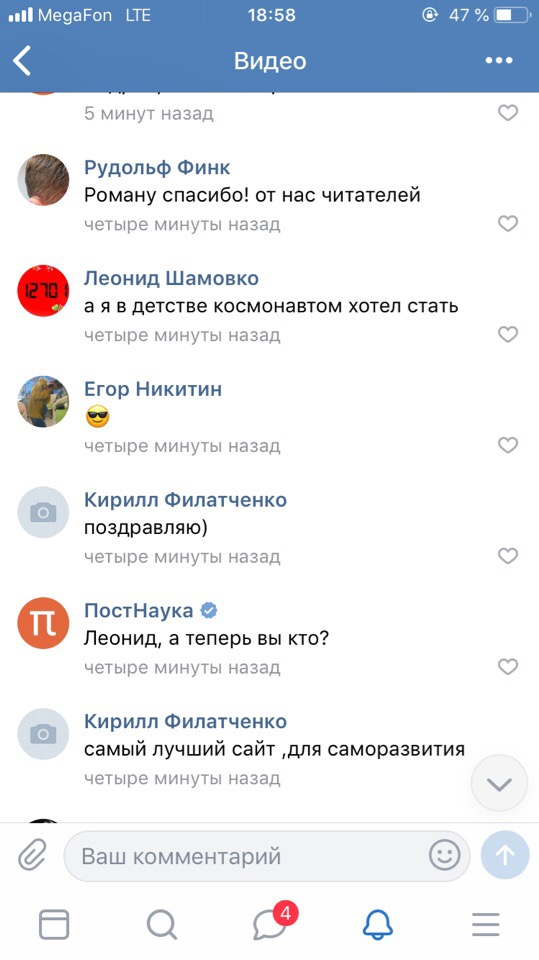 MegaFon LTE 18:58 47 %
Видео
5 минут назад
Рудольф Финк
Роману спасибо! от нас читателей
четыре минуты назад
Леонид Шамовко
12701
а я в детстве космонавтом хотел стать
четыре минуты назад
Егор Никитин
😎
четыре минуты назад
Кирилл Филатченко
поздравляю)
четыре минуты назад
π
ПостНаука
Леонид, а теперь вы кто?
четыре минуты назад
Кирилл Филатченко
самый лучший сайт ,для саморазвития
четыре минуты назад
Ваш комментарий
4